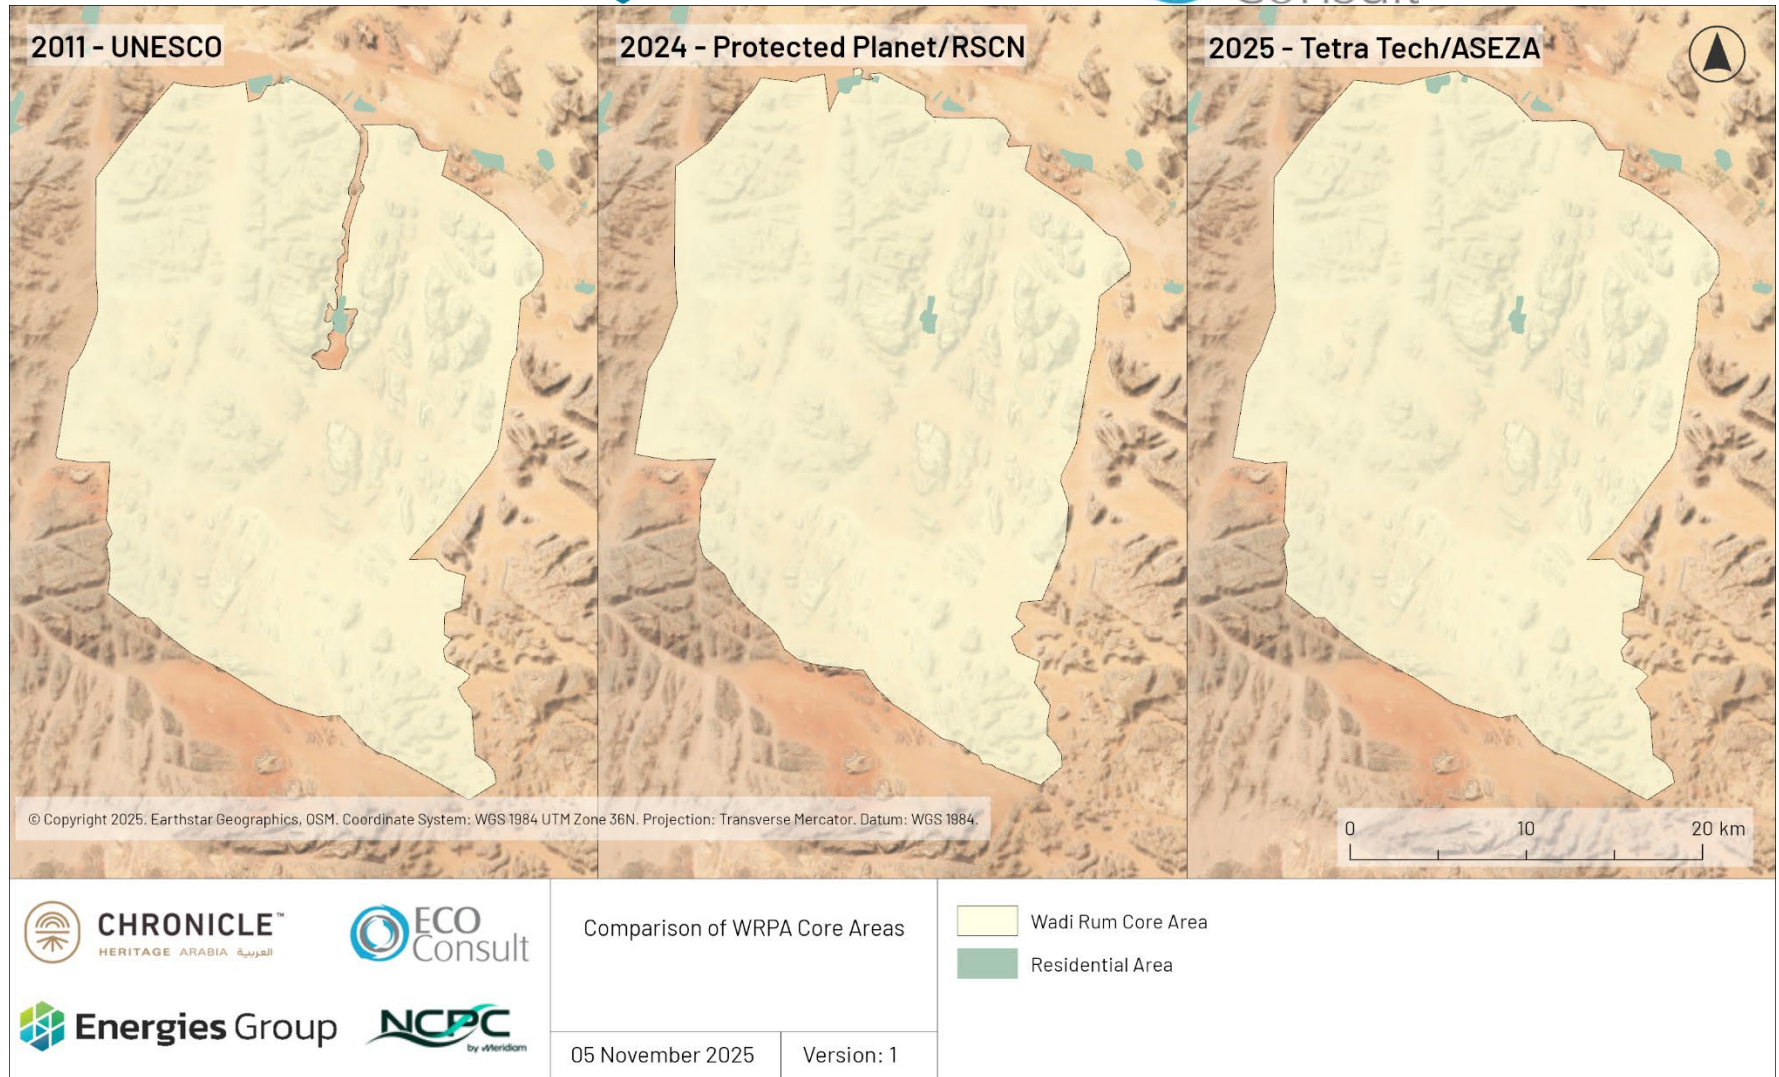 Consult
2011 - UNESCO
2024 - Protected Planet/RSCN
2025 - Tetra Tech/ASEZA
© Copyright 2025. Earthstar Geographics, OSM. Coordinate System: WGS 1984 UTM Zone 36N. Projection: Transverse Mercator. Datum: WGS 1984.
0 10 20 km
CHRONICLE™
HERITAGE ARABIA العربية
ECO
Consult
Energies Group
NCPC
by Meridiam
Comparison of WRPA Core Areas
05 November 2025
Version: 1
Wadi Rum Core Area
Residential Area